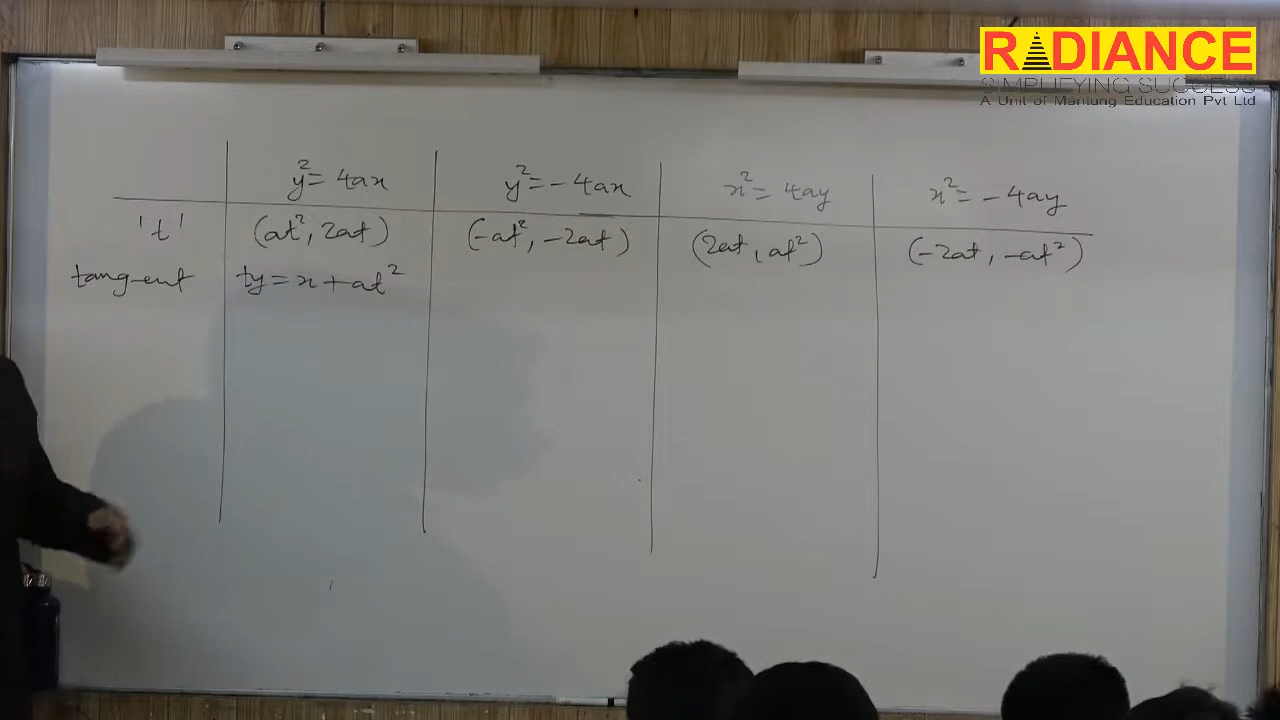 RADIANCE
SIMPLIFYING SUCCESS
A Unit of Mantung Education Pvt Ltd
y² = 4ax y² = -4ax x² = 4ay x² = -4ay
't' (at², 2at) (-at², -2at) (2at, at²) (-2at, -at²)
tangent ty = x + at²